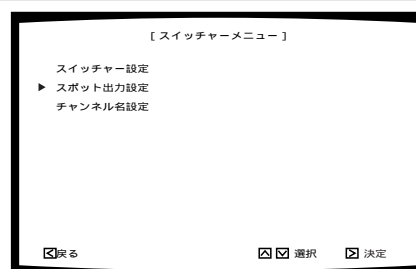 [スイッチャーメニュー]
スイッチャー設定
▶ スポット出力設定
チャンネル名設定
戻る 選択 決定